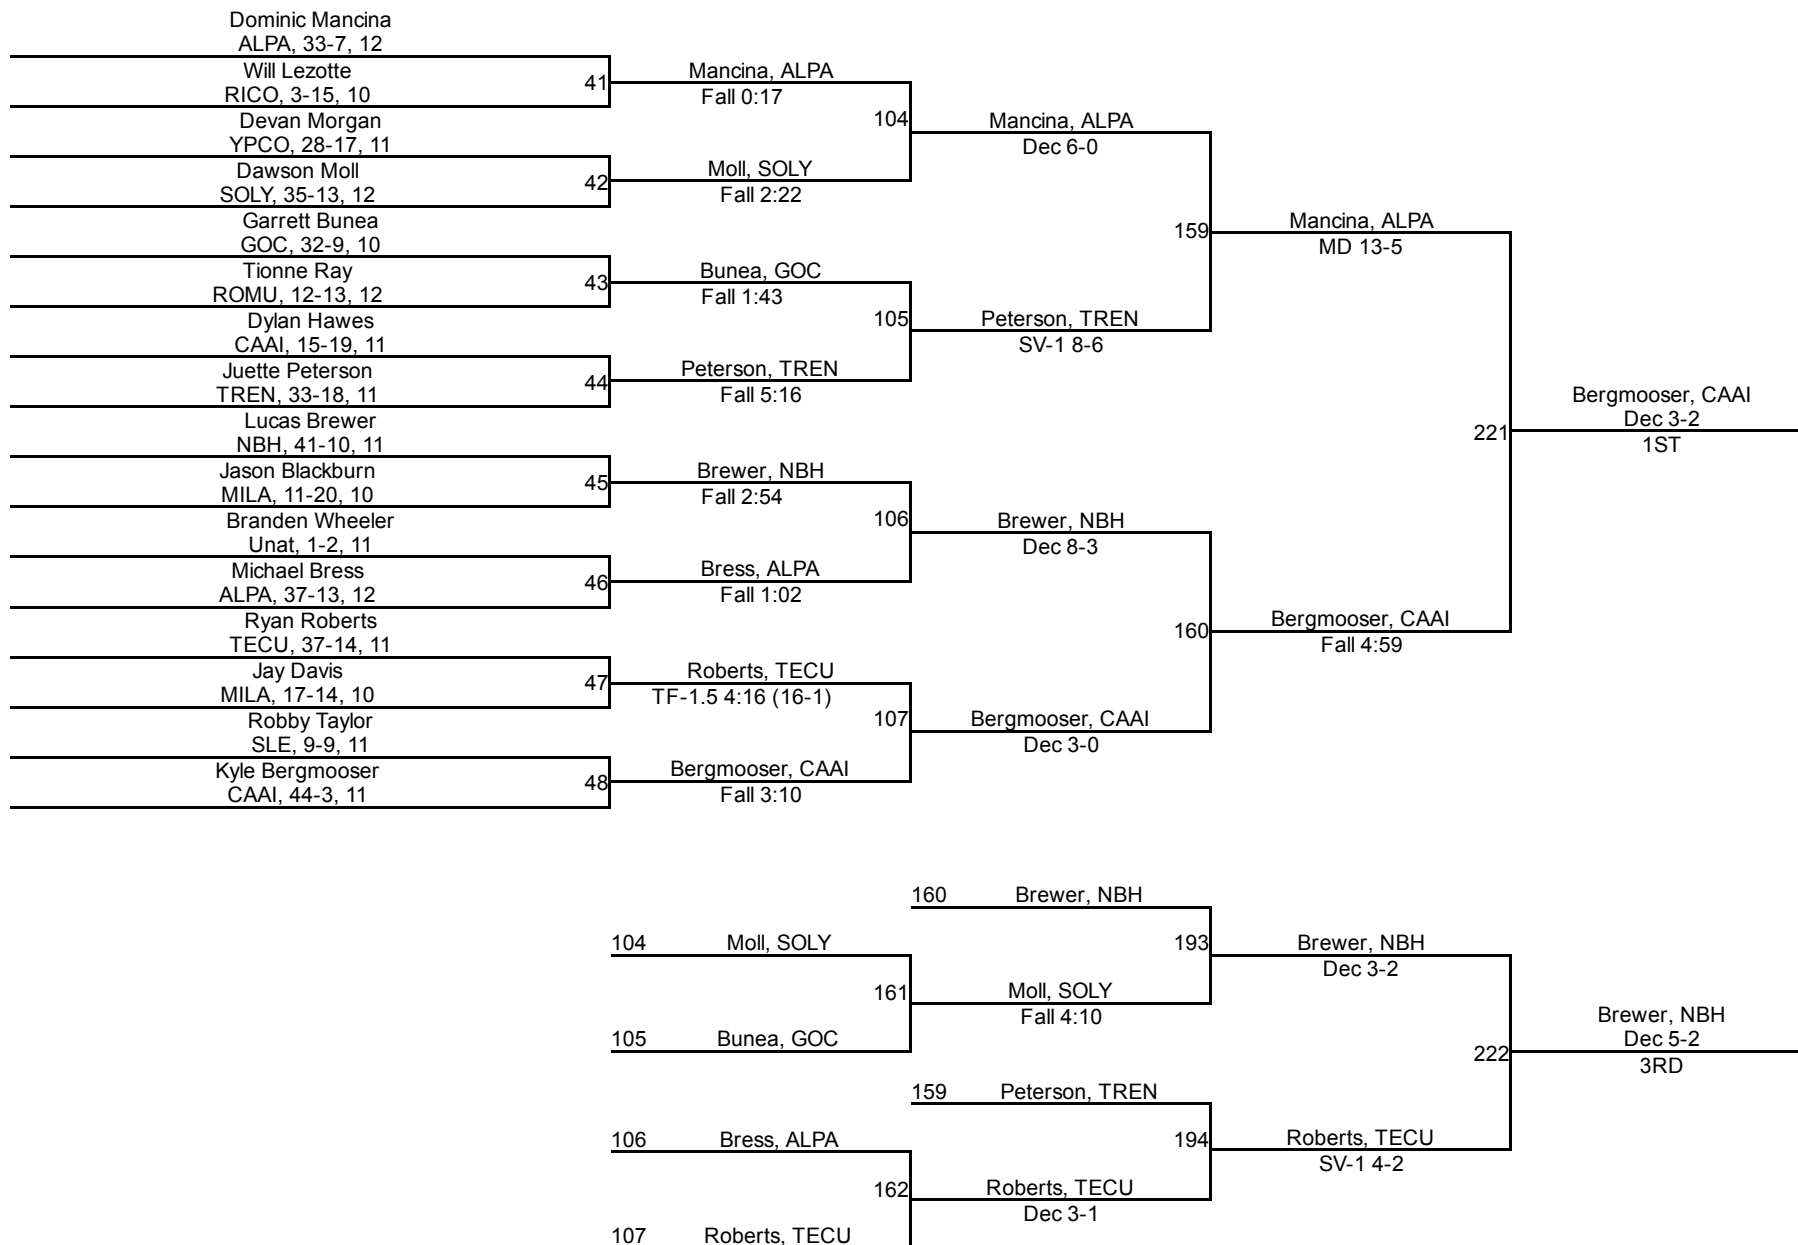 Dominic Mancina
ALPA, 33-7, 12
Will Lezotte
RICO, 3-15, 10
Devan Morgan
YPCO, 28-17, 11
Dawson Moll
SOLY, 35-13, 12
Garrett Bunea
GOC, 32-9, 10
Tionne Ray
ROMU, 12-13, 12
Dylan Hawes
CAAI, 15-19, 11
Juette Peterson
TREN, 33-18, 11
Lucas Brewer
NBH, 41-10, 11
Jason Blackburn
MILA, 11-20, 10
Branden Wheeler
Unat, 1-2, 11
Michael Bress
ALPA, 37-13, 12
Ryan Roberts
TECU, 37-14, 11
Jay Davis
MILA, 17-14, 10
Robby Taylor
SLE, 9-9, 11
Kyle Bergmooser
CAAI, 44-3, 11
41
42
43
44
45
46
47
48
Mancina, ALPA
Fall 0:17
Moll, SOLY
Fall 2:22
Bunea, GOC
Fall 1:43
Peterson, TREN
Fall 5:16
Brewer, NBH
Fall 2:54
Bress, ALPA
Fall 1:02
Roberts, TECU
TF-1.5 4:16 (16-1)
Bergmooser, CAAI
Fall 3:10
104
105
106
107
Mancina, ALPA
Dec 6-0
Peterson, TREN
SV-1 8-6
Brewer, NBH
Dec 8-3
Bergmooser, CAAI
Dec 3-0
159
160
Mancina, ALPA
MD 13-5
Bergmooser, CAAI
Fall 4:59
221
Bergmooser, CAAI
Dec 3-2
1ST
104 Moll, SOLY
105 Bunea, GOC
106 Bress, ALPA
107 Roberts, TECU
161
162
160 Brewer, NBH
Moll, SOLY
Fall 4:10
159 Peterson, TREN
Roberts, TECU
Dec 3-1
193
194
Brewer, NBH
Dec 3-2
Roberts, TECU
SV-1 4-2
222
Brewer, NBH
Dec 5-2
3RD